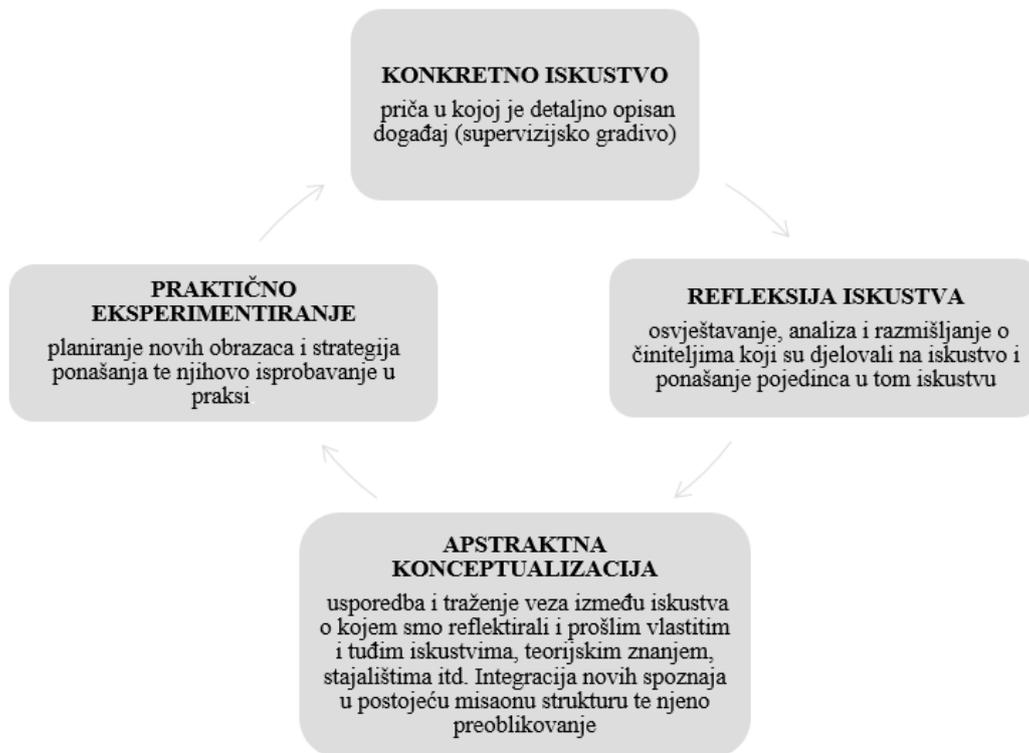 KONKRETNO ISKUSTVO
priča u kojoj je detaljno opisan
događaj (supervizijsko gradivo)
REFLEKSIJA ISKUSTVA
osvještavanje, analiza i razmišljanje o
činiteljima koji su djelovali na iskustvo i
ponašanje pojedinca u tom iskustvu
APSTRAKTNA
KONCEPTUALIZACIJA
usporedba i traženje veza između iskustva
o kojem smo reflektirali i prošlim vlastitim
i tuđim iskustvima, teorijskim znanjem,
stajalištima itd. Integracija novih spoznaja
u postojeću misaonu strukturu te njeno
preoblikovanje
PRAKTIČNO
EKSPERIMENTIRANJE
planiranje novih obrazaca i strategija
ponašanja te njihovo isprobavanje u
praksi